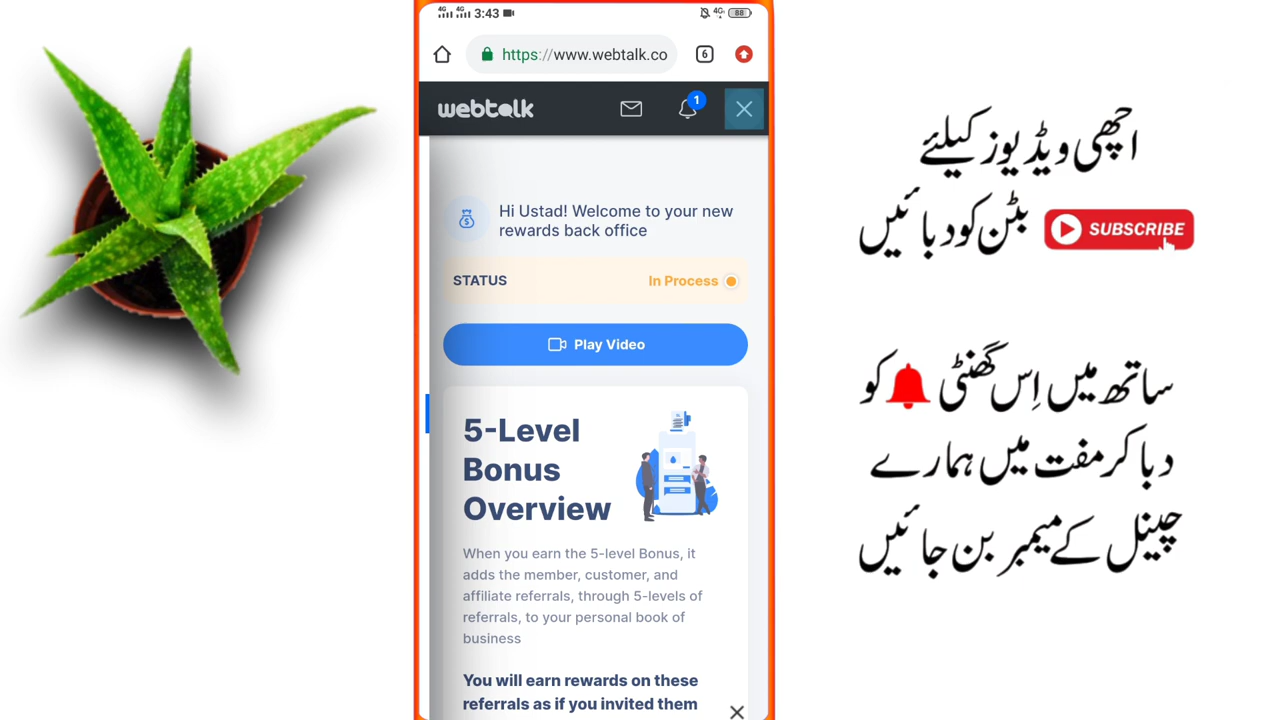 3:43
4G
88
https://www.webtalk.co
6
webtalk
1
Hi Ustad! Welcome to your new
rewards back office
STATUS In Process
Play Video
5-Level
Bonus
Overview
When you earn the 5-level Bonus, it
adds the member, customer, and
affiliate referrals, through 5-levels of
referrals, to your personal book of
business
You will earn rewards on these
referrals as if you invited them
اچھی ویڈیوز کیلئے
بٹن کو دبائیں
SUBSCRIBE
ساتھ میں اِس گھنٹی کو
دبا کر مفت میں ہمارے
چینل کے میمبر بن جائیں